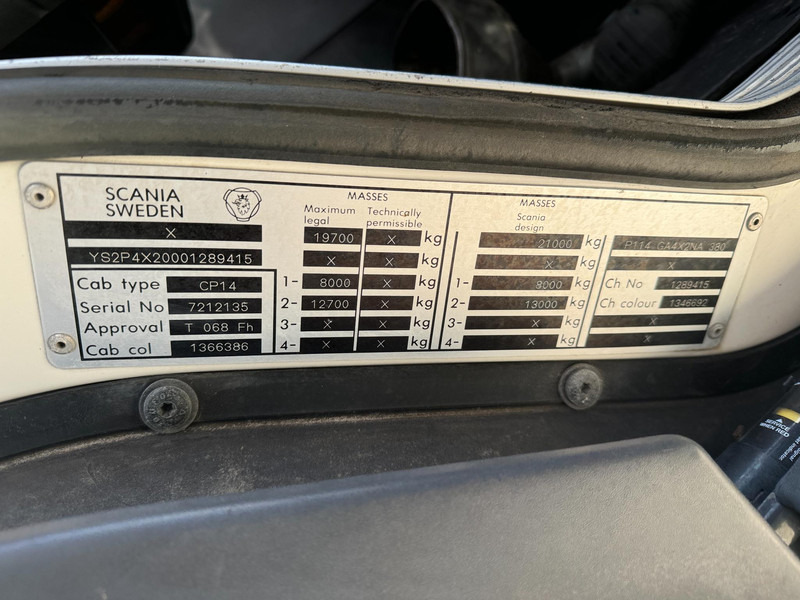 SCANIA
SWEDEN
X
YS2P4X20001289415
Cab type CP14
Serial No 7212135
Approval T 068 Fh
Cab col 1366386
MASSES
Maximum legal Technically permissible
19700 X kg
X X kg
1- 8000 X kg
2- 12700 X kg
3- X X kg
4- X X kg
MASSES
Scania design
21000 kg
X kg
1- 8000 kg
2- 13000 kg
3- X kg
4- X kg
P114 GA4X2NA 380
X
Ch No 1289415
Ch colour 1346692
X
X
SERVICE
WHEN RED